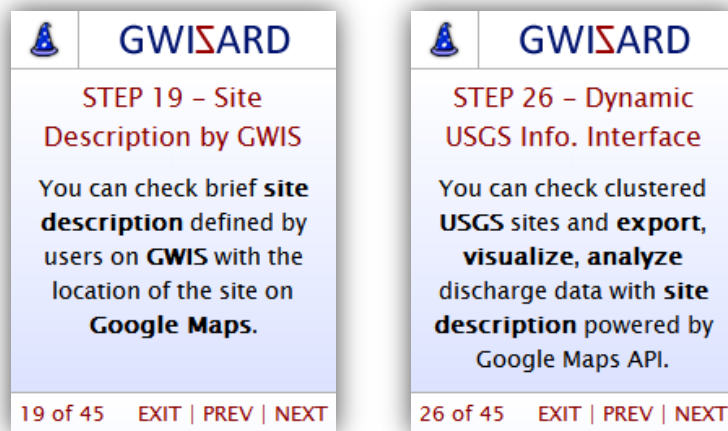 GWIZARD
STEP 19 – Site
Description by GWIS
You can check brief site
description defined by
users on GWIS with the
location of the site on
Google Maps.
19 of 45 EXIT | PREV | NEXT
GWIZARD
STEP 26 – Dynamic
USGS Info. Interface
You can check clustered
USGS sites and export,
visualize, analyze
discharge data with site
description powered by
Google Maps API.
26 of 45 EXIT | PREV | NEXT